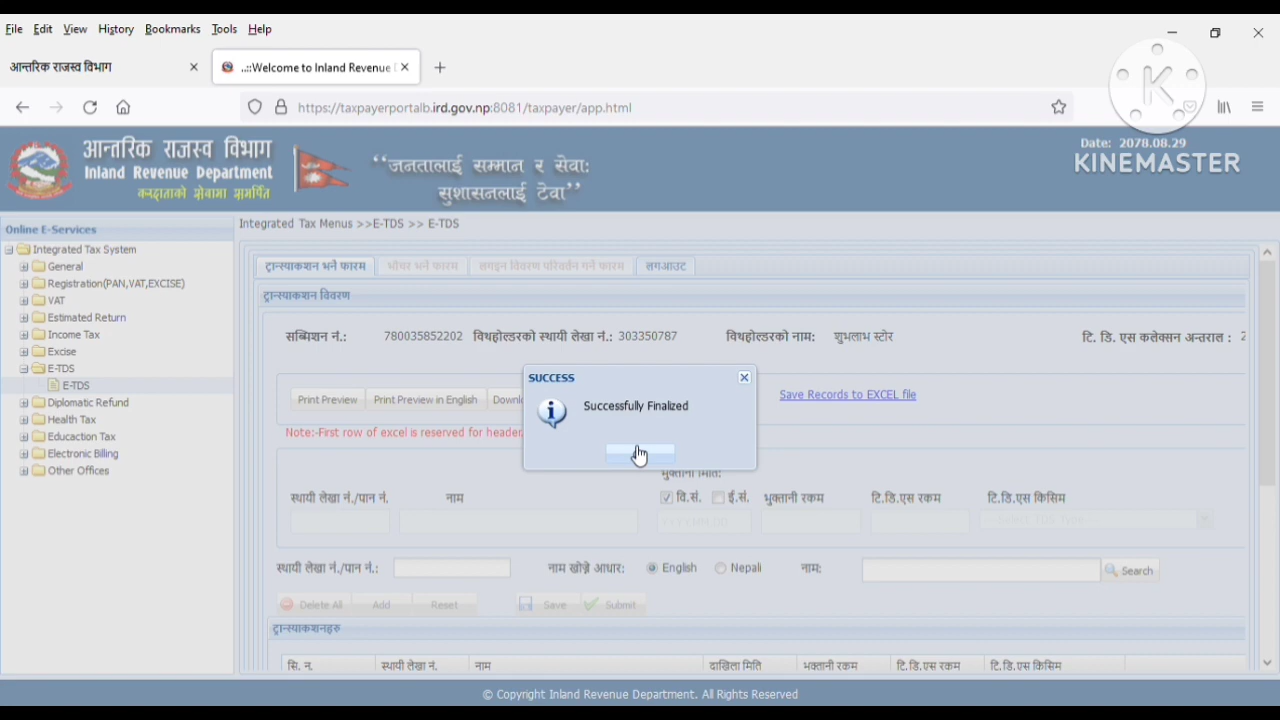 File Edit View History Bookmarks Tools Help
आन्तरिक राजस्व विभाग
..::Welcome to Inland Revenue
https://taxpayerportalb.ird.gov.np:8081/taxpayer/app.html
K
KINEMASTER
आन्तरिक राजस्व विभाग
Inland Revenue Department
"जनतालाई सम्मान र सेवा:
सुशासनलाई टेवा"
Date: 2078.08.29
Online E-Services
Integrated Tax Menus >>E-TDS >> E-TDS
Integrated Tax System
General
Registration(PAN,VAT,EXCISE)
VAT
Estimated Return
Income Tax
Excise
E-TDS
E-TDS
Diplomatic Refund
Health Tax
Educaction Tax
Electronic Billing
Other Offices
ट्रान्स्याकशन भर्ने फारम भौचर भर्ने फारम लगइन विवरण परिवर्तन गर्ने फारम लगआउट
ट्रान्स्याकशन विवरण
सब्मिशन नं.: 780035852202 विथहोल्डरको स्थायी लेखा नं.: 303350787 विथहोल्डरको नाम: शुभलाभ स्टोर टि. डि. एस कलेक्सन अन्तराल : 2
Print Preview Print Preview in English Save Records to EXCEL file
Note:-First row of excel is reserved for header.
SUCCESS
Successfully Finalized
भुक्तानी मिति:
स्थायी लेखा नं./पान नं. नाम वि.सं. ई.सं. भुक्तानी रकम टि.डि.एस रकम टि.डि.एस किसिम
स्थायी लेखा नं./पान नं.: नाम खोज्ने आधार: English Nepali नाम: Search
Delete All Add Reset Save Submit
ट्रान्स्याकशनहरु
सि. न. स्थायी लेखा नं. नाम दाखिला मिति भुक्तानी रकम टि.डि.एस रकम टि.डि.एस किसिम
© Copyright Inland Revenue Department. All Rights Reserved